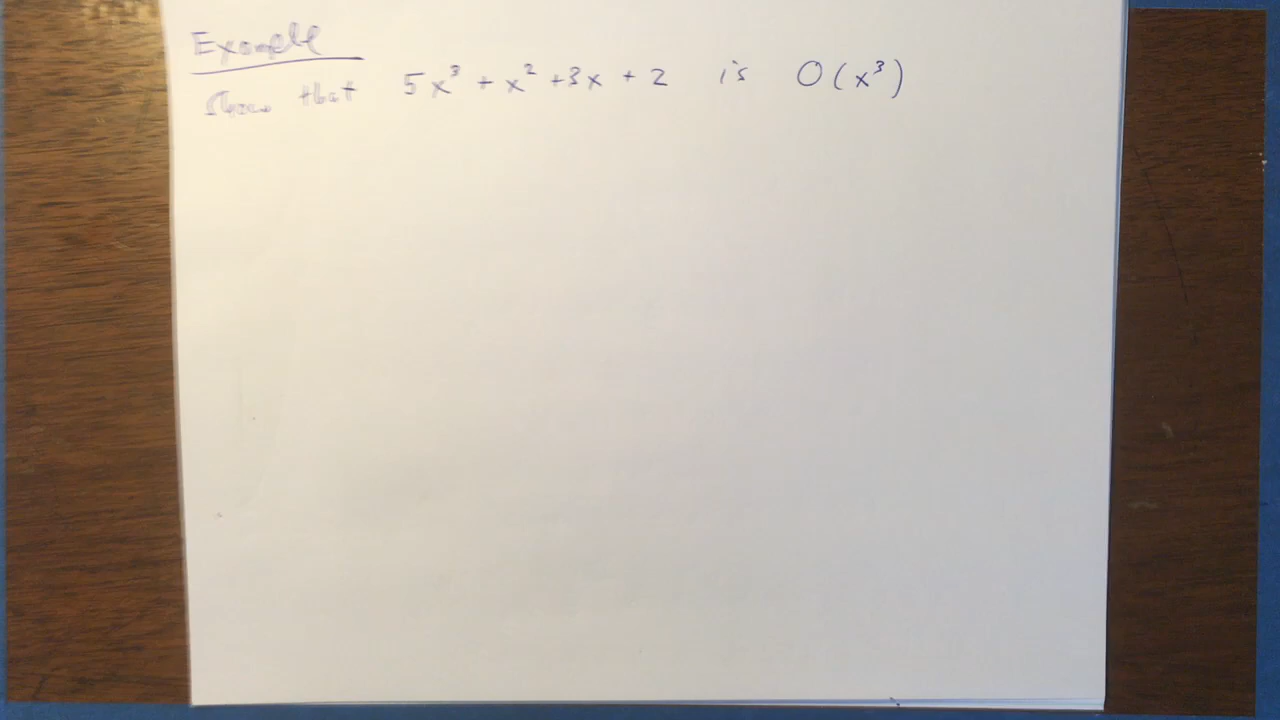 Example
Show that 5x³ + x² + 3x + 2 is O(x³)